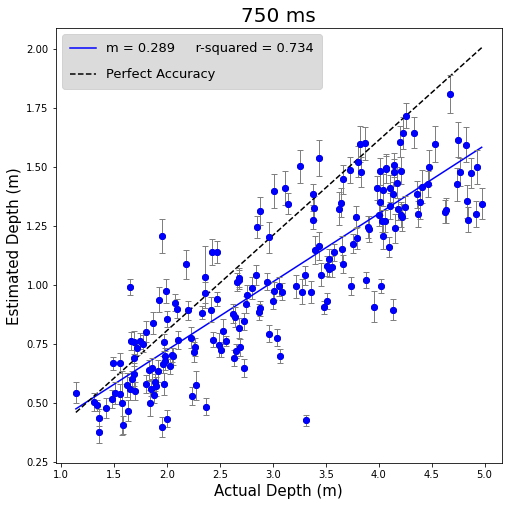 750 ms
m = 0.289 r-squared = 0.734
Perfect Accuracy
2.00
1.75
1.50
1.25
1.00
0.75
0.50
0.25
Estimated Depth (m)
1.0 1.5 2.0 2.5 3.0 3.5 4.0 4.5 5.0
Actual Depth (m)